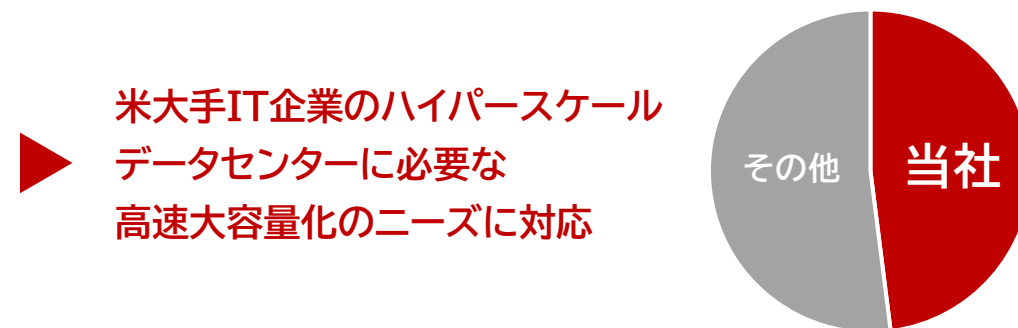 米大手IT企業のハイパースケール
データセンターに必要な
高速大容量化のニーズに対応
その他
当社